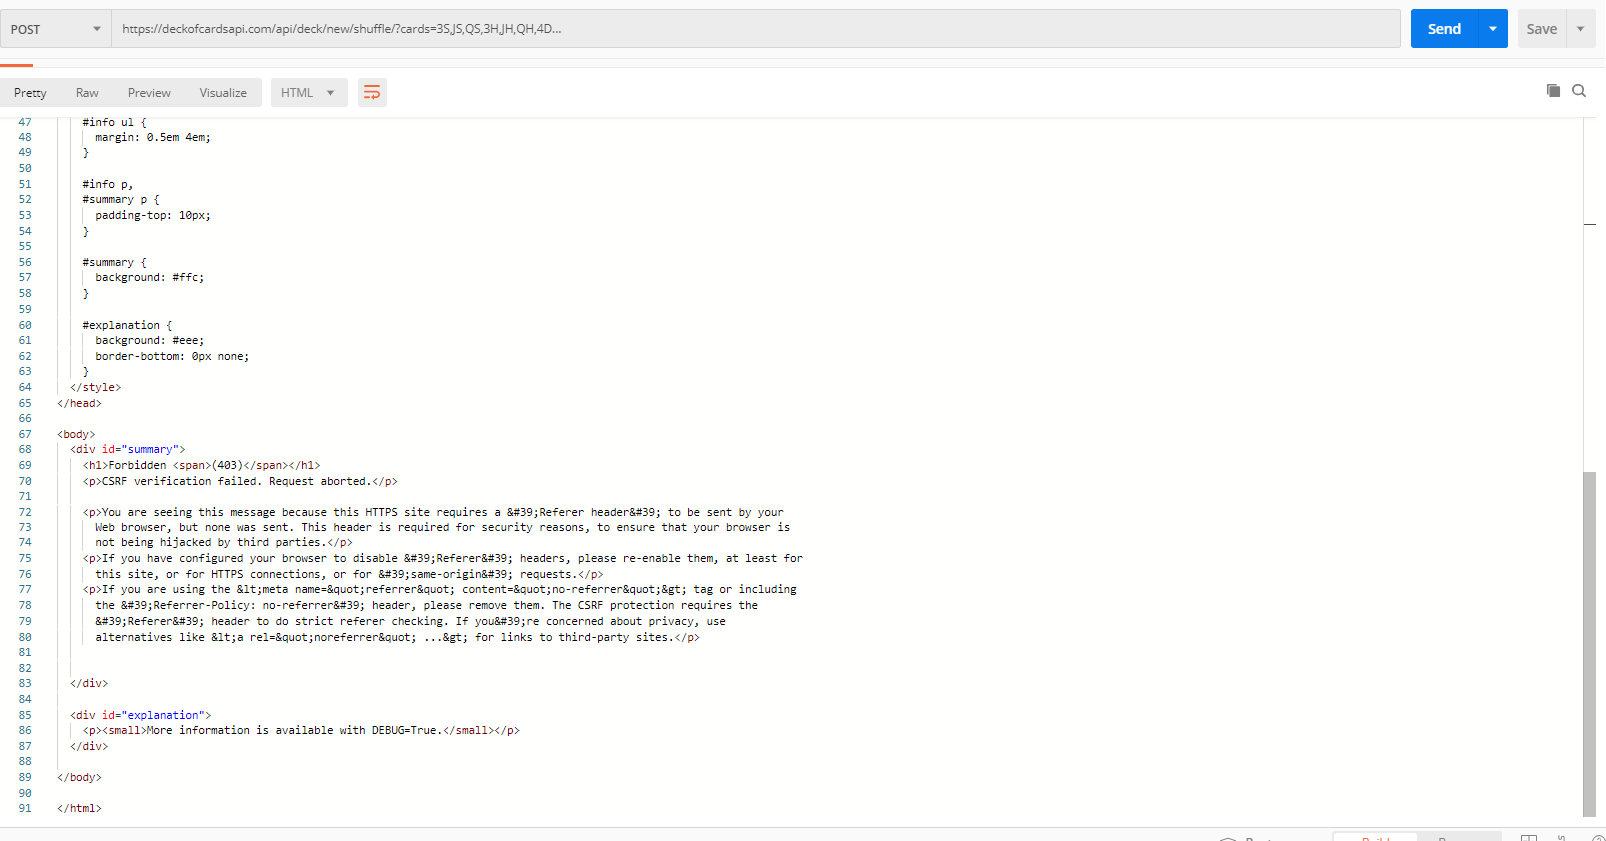 POST
https://deckofcardsapi.com/api/deck/new/shuffle/?cards=3S,JS,QS,3H,JH,QH,4D...
Send
Save
Pretty Raw Preview Visualize HTML
47 #info ul {
48 margin: 0.5em 4em;
49 }
50
51 #info p,
52 #summary p {
53 padding-top: 10px;
54 }
55
56 #summary {
57 background: #ffc;
58 }
59
60 #explanation {
61 background: #eee;
62 border-bottom: 0px none;
63 }
64 </style>
65 </head>
66
67 <body>
68 <div id="summary">
69 <h1>Forbidden <span>(403)</span></h1>
70 <p>CSRF verification failed. Request aborted.</p>
71
72 <p>You are seeing this message because this HTTPS site requires a &#39;Referer header&#39; to be sent by your
73 Web browser, but none was sent. This header is required for security reasons, to ensure that your browser is
74 not being hijacked by third parties.</p>
75 <p>If you have configured your browser to disable &#39;Referer&#39; headers, please re-enable them, at least for
76 this site, or for HTTPS connections, or for &#39;same-origin&#39; requests.</p>
77 <p>If you are using the &lt;meta name=&quot;referrer&quot; content=&quot;no-referrer&quot;&gt; tag or including
78 the &#39;Referrer-Policy: no-referrer&#39; header, please remove them. The CSRF protection requires the
79 &#39;Referer&#39; header to do strict referer checking. If you&#39;re concerned about privacy, use
80 alternatives like &lt;a rel=&quot;noreferrer&quot; ...&gt; for links to third-party sites.</p>
81
82
83 </div>
84
85 <div id="explanation">
86 <p><small>More information is available with DEBUG=True.</small></p>
87 </div>
88
89 </body>
90
91 </html>